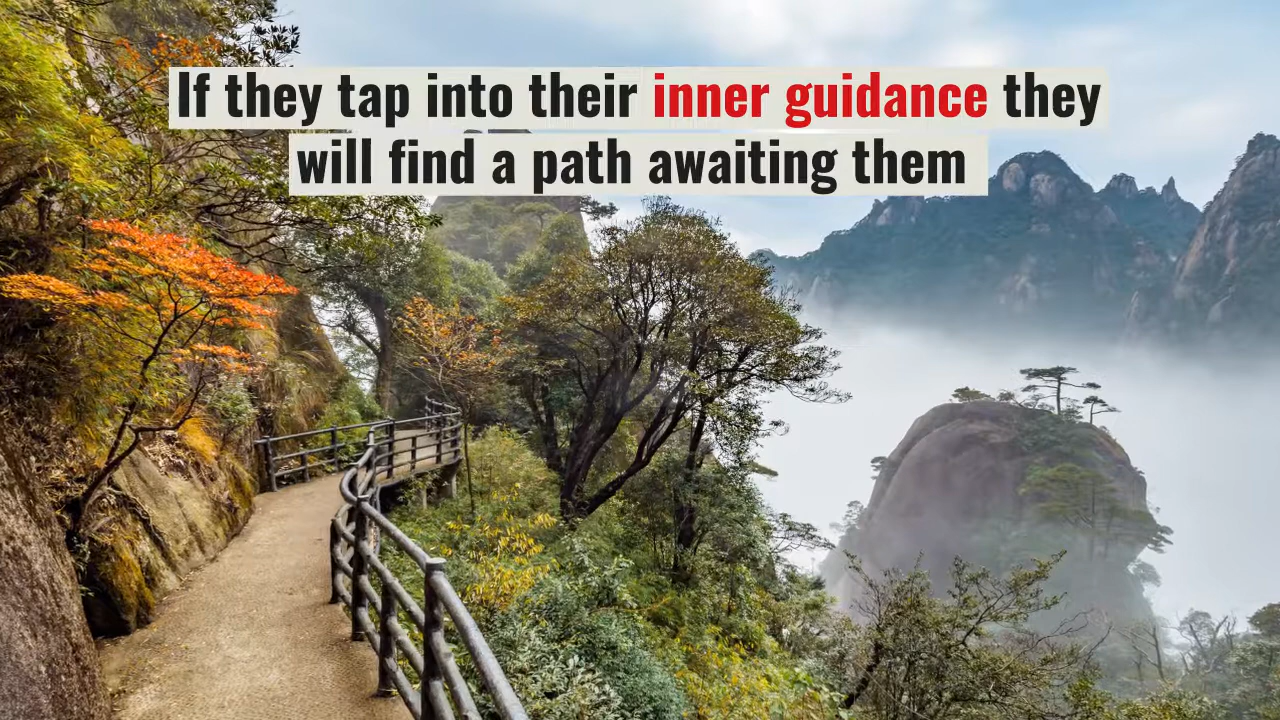 If they tap into their inner guidance they
will find a path awaiting them